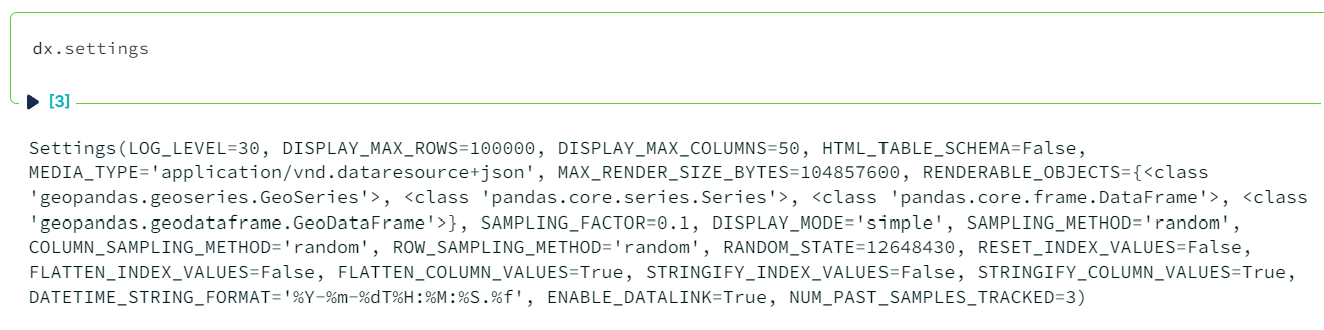 dx.settings
[3]
Settings(LOG_LEVEL=30, DISPLAY_MAX_ROWS=100000, DISPLAY_MAX_COLUMNS=50, HTML_TABLE_SCHEMA=False,
MEDIA_TYPE='application/vnd.dataresource+json', MAX_RENDER_SIZE_BYTES=104857600, RENDERABLE_OBJECTS={<class
'geopandas.geoseries.GeoSeries'>, <class 'pandas.core.series.Series'>, <class 'pandas.core.frame.DataFrame'>, <class
'geopandas.geodataframe.GeoDataFrame'>}, SAMPLING_FACTOR=0.1, DISPLAY_MODE='simple', SAMPLING_METHOD='random',
COLUMN_SAMPLING_METHOD='random', ROW_SAMPLING_METHOD='random', RANDOM_STATE=12648430, RESET_INDEX_VALUES=False,
FLATTEN_INDEX_VALUES=False, FLATTEN_COLUMN_VALUES=True, STRINGIFY_INDEX_VALUES=False, STRINGIFY_COLUMN_VALUES=True,
DATETIME_STRING_FORMAT='%Y-%m-%dT%H:%M:%S.%f', ENABLE_DATALINK=True, NUM_PAST_SAMPLES_TRACKED=3)